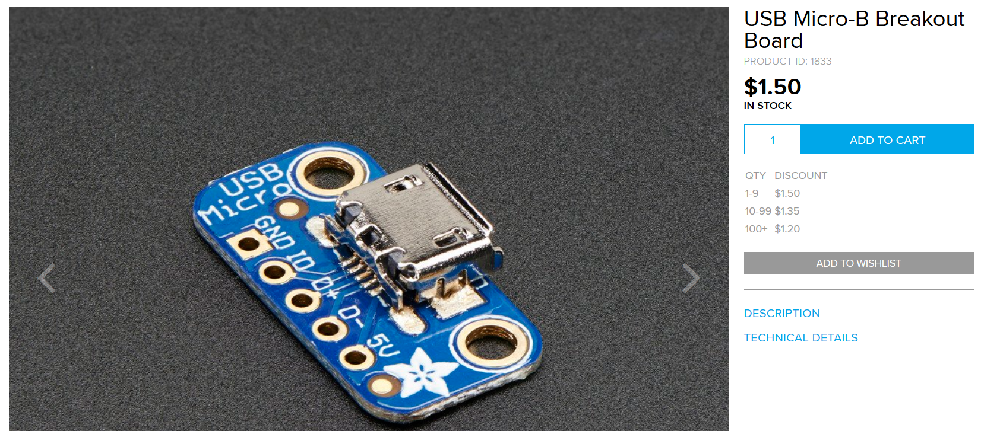 USB
Micro
GND
ID
D+
D-
5V
USB Micro-B Breakout
Board
PRODUCT ID: 1833
$1.50
IN STOCK
1
ADD TO CART
QTY DISCOUNT
1-9 $1.50
10-99 $1.35
100+ $1.20
ADD TO WISHLIST
DESCRIPTION
TECHNICAL DETAILS